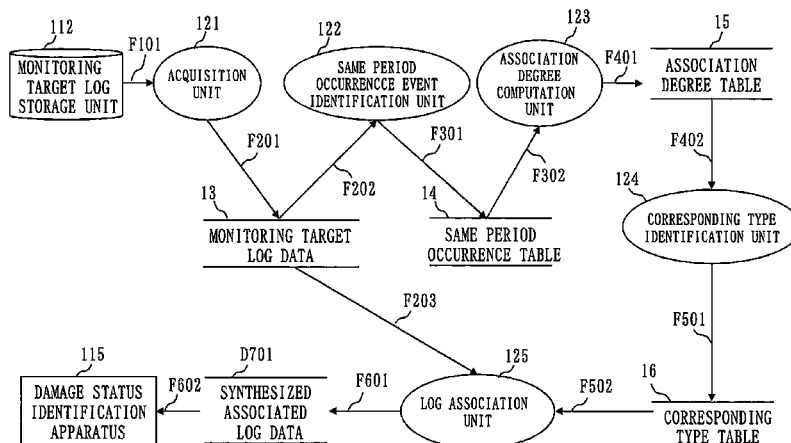 112
MONITORING
TARGET LOG
STORAGE UNIT
F101
121
ACQUISITION
UNIT
122
SAME PERIOD
OCCURRENCCE EVENT
IDENTIFICATION UNIT
123
ASSOCIATION
DEGREE
COMPUTATION
UNIT
F401
15
ASSOCIATION
DEGREE TABLE
F201
F202
F301
F302
F402
13
MONITORING TARGET
LOG DATA
14
SAME PERIOD
OCCURRENCE TABLE
124
CORRESPONDING TYPE
IDENTIFICATION UNIT
F203
F501
115
DAMAGE STATUS
IDENTIFICATION
APPARATUS
F602
D701
SYNTHESIZED
ASSOCIATED
LOG DATA
F601
125
LOG ASSOCIATION
UNIT
F502
16
CORRESPONDING
TYPE TABLE